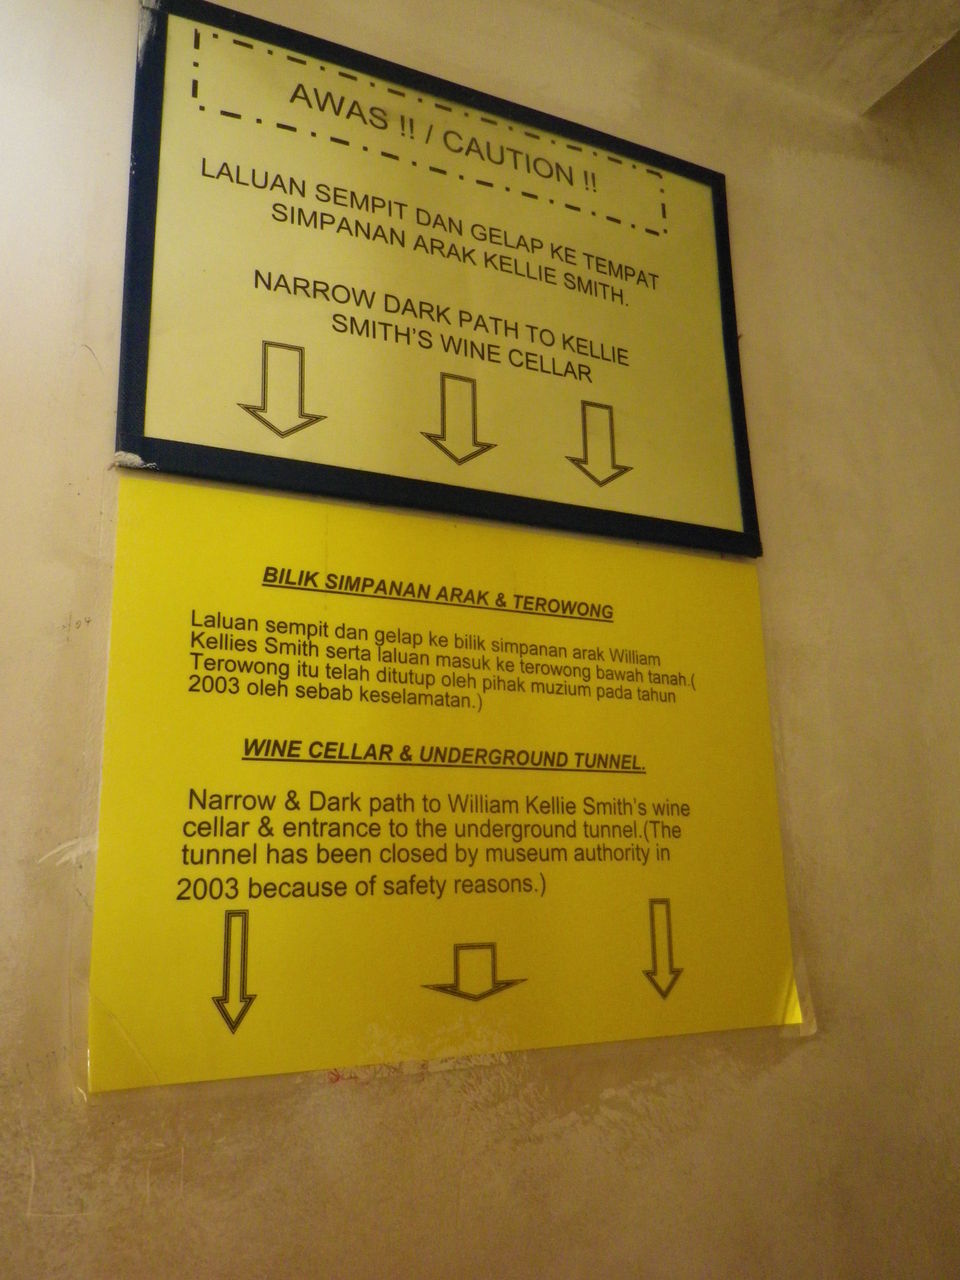 AWAS !! / CAUTION !!
LALUAN SEMPIT DAN GELAP KE TEMPAT
SIMPANAN ARAK KELLIE SMITH.
NARROW DARK PATH TO KELLIE
SMITH'S WINE CELLAR
BILIK SIMPANAN ARAK & TEROWONG
Laluan sempit dan gelap ke bilik simpanan arak William
Kellies Smith serta laluan masuk ke terowong bawah tanah.(
Terowong itu telah ditutup oleh pihak muzium pada tahun
2003 oleh sebab keselamatan.)
WINE CELLAR & UNDERGROUND TUNNEL.
Narrow & Dark path to William Kellie Smith's wine
cellar & entrance to the underground tunnel.(The
tunnel has been closed by museum authority in
2003 because of safety reasons.)